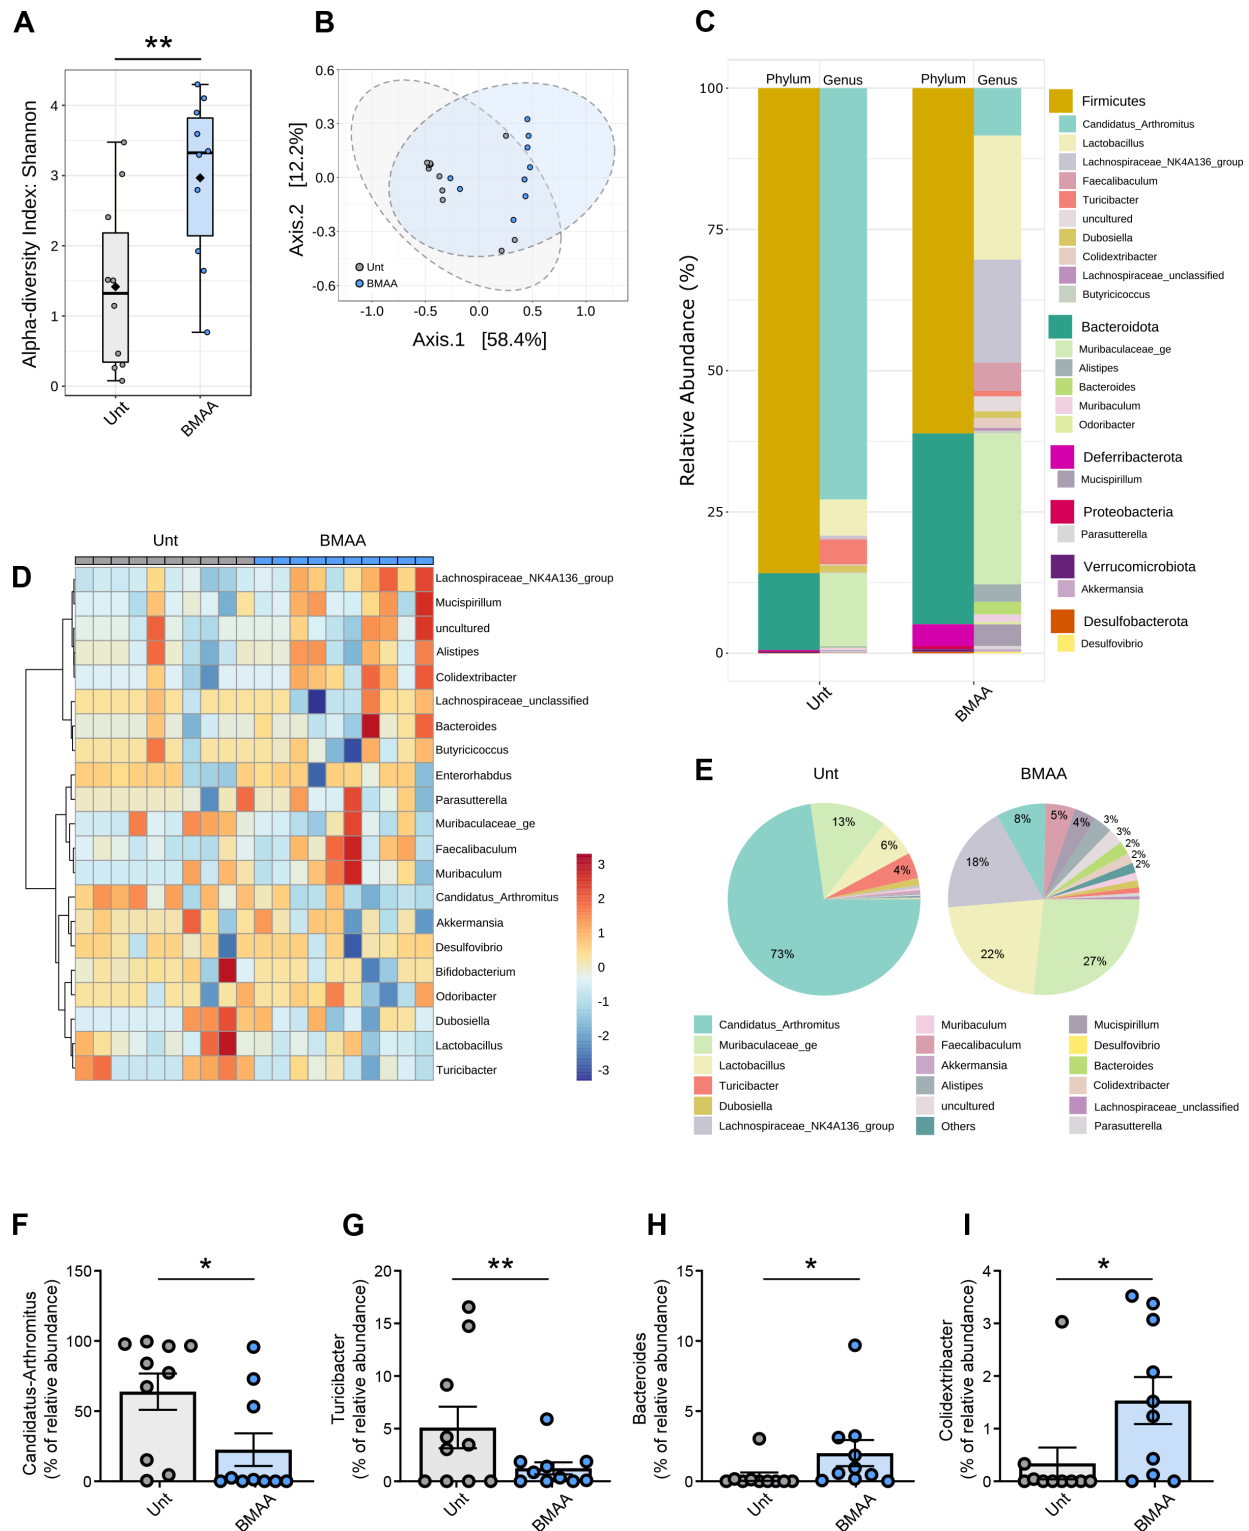 A
**
Alpha-diversity Index: Shannon
4
3
2
1
0
Unt
BMAA
B
0.6
0.3
0.0
-0.3
-0.6
Axis.2 [12.2%]
Unt
BMAA
-1.0
-0.5
0.0
0.5
1.0
Axis.1 [58.4%]
C
Phylum
Genus
Phylum
Genus
Relative Abundance (%)
100
75
50
25
0
Unt
BMAA
Firmicutes
Candidatus_Arthromitus
Lactobacillus
Lachnospiraceae_NK4A136_group
Faecalibaculum
Turicibacter
uncultured
Dubosiella
Colidextribacter
Lachnospiraceae_unclassified
Butyricicoccus
Bacteroidota
Muribaculaceae_ge
Alistipes
Bacteroides
Muribaculum
Odoribacter
Deferribacterota
Mucispirillum
Proteobacteria
Parasutterella
Verrucomicrobiota
Akkermansia
Desulfobacterota
Desulfovibrio
D
Unt
BMAA
Lachnospiraceae_NK4A136_group
Mucispirillum
uncultured
Alistipes
Colidextribacter
Lachnospiraceae_unclassified
Bacteroides
Butyricicoccus
Enterorhabdus
Parasutterella
Muribaculaceae_ge
Faecalibaculum
Muribaculum
Candidatus_Arthromitus
Akkermansia
Desulfovibrio
Bifidobacterium
Odoribacter
Dubosiella
Lactobacillus
Turicibacter
3
2
1
0
-1
-2
-3
E
Unt
BMAA
13%
6%
4%
73%
8%
5%
4%
3%
3%
2%
2%
2%
18%
22%
27%
Candidatus_Arthromitus
Muribaculaceae_ge
Lactobacillus
Turicibacter
Dubosiella
Lachnospiraceae_NK4A136_group
Muribaculum
Faecalibaculum
Akkermansia
Alistipes
uncultured
Others
Mucispirillum
Desulfovibrio
Bacteroides
Colidextribacter
Lachnospiraceae_unclassified
Parasutterella
F
*
Candidatus-Arthromitus
(% of relative abundance)
150
100
50
0
Unt
BMAA
G
**
Turicibacter
(% of relative abundance)
20
15
10
5
0
Unt
BMAA
H
*
Bacteroides
(% of relative abundance)
15
10
5
0
Unt
BMAA
I
*
Colidextribacter
(% of relative abundance)
4
3
2
1
0
Unt
BMAA